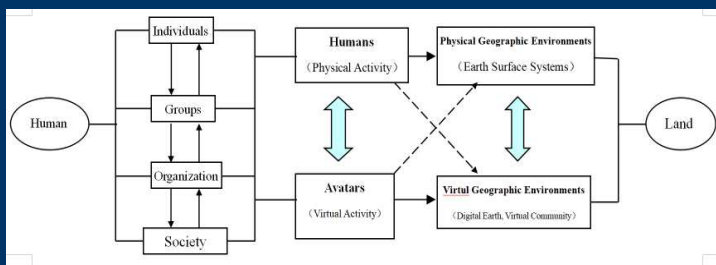 Individuals
Groups
Human
Organization
Society
Humans
（Physical Activity）
Avatars
（Virtual Activity）
Physical Geographic Environments
（Earth Surface Systems）
Virtul Geographic Environments
（Digital Earth, Virtual Community）
Land